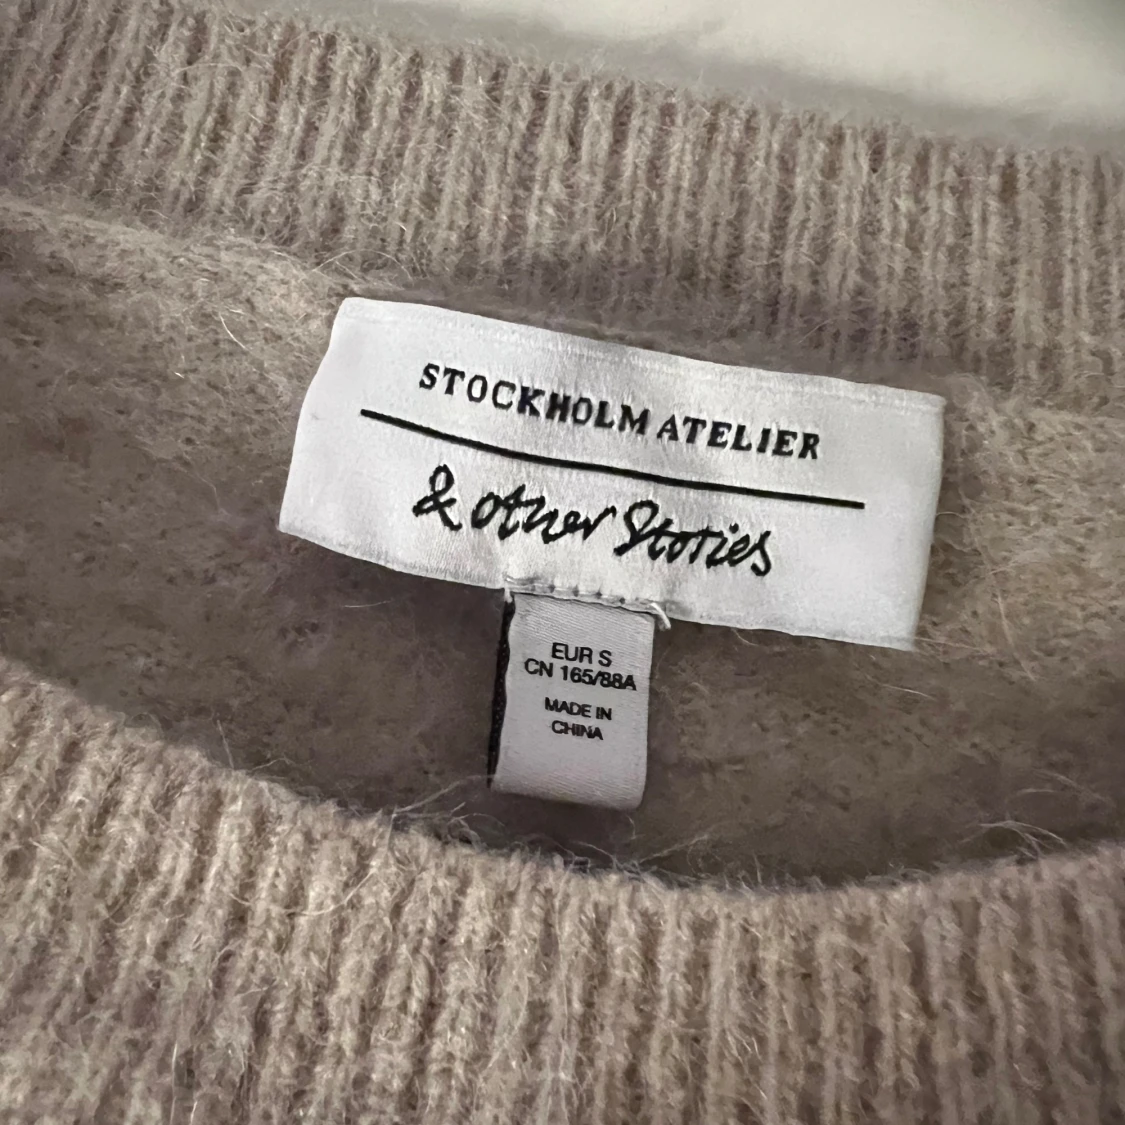 STOCKHOLM ATELIER
& other Stories
EUR S
CN 165/88A
MADE IN
CHINA